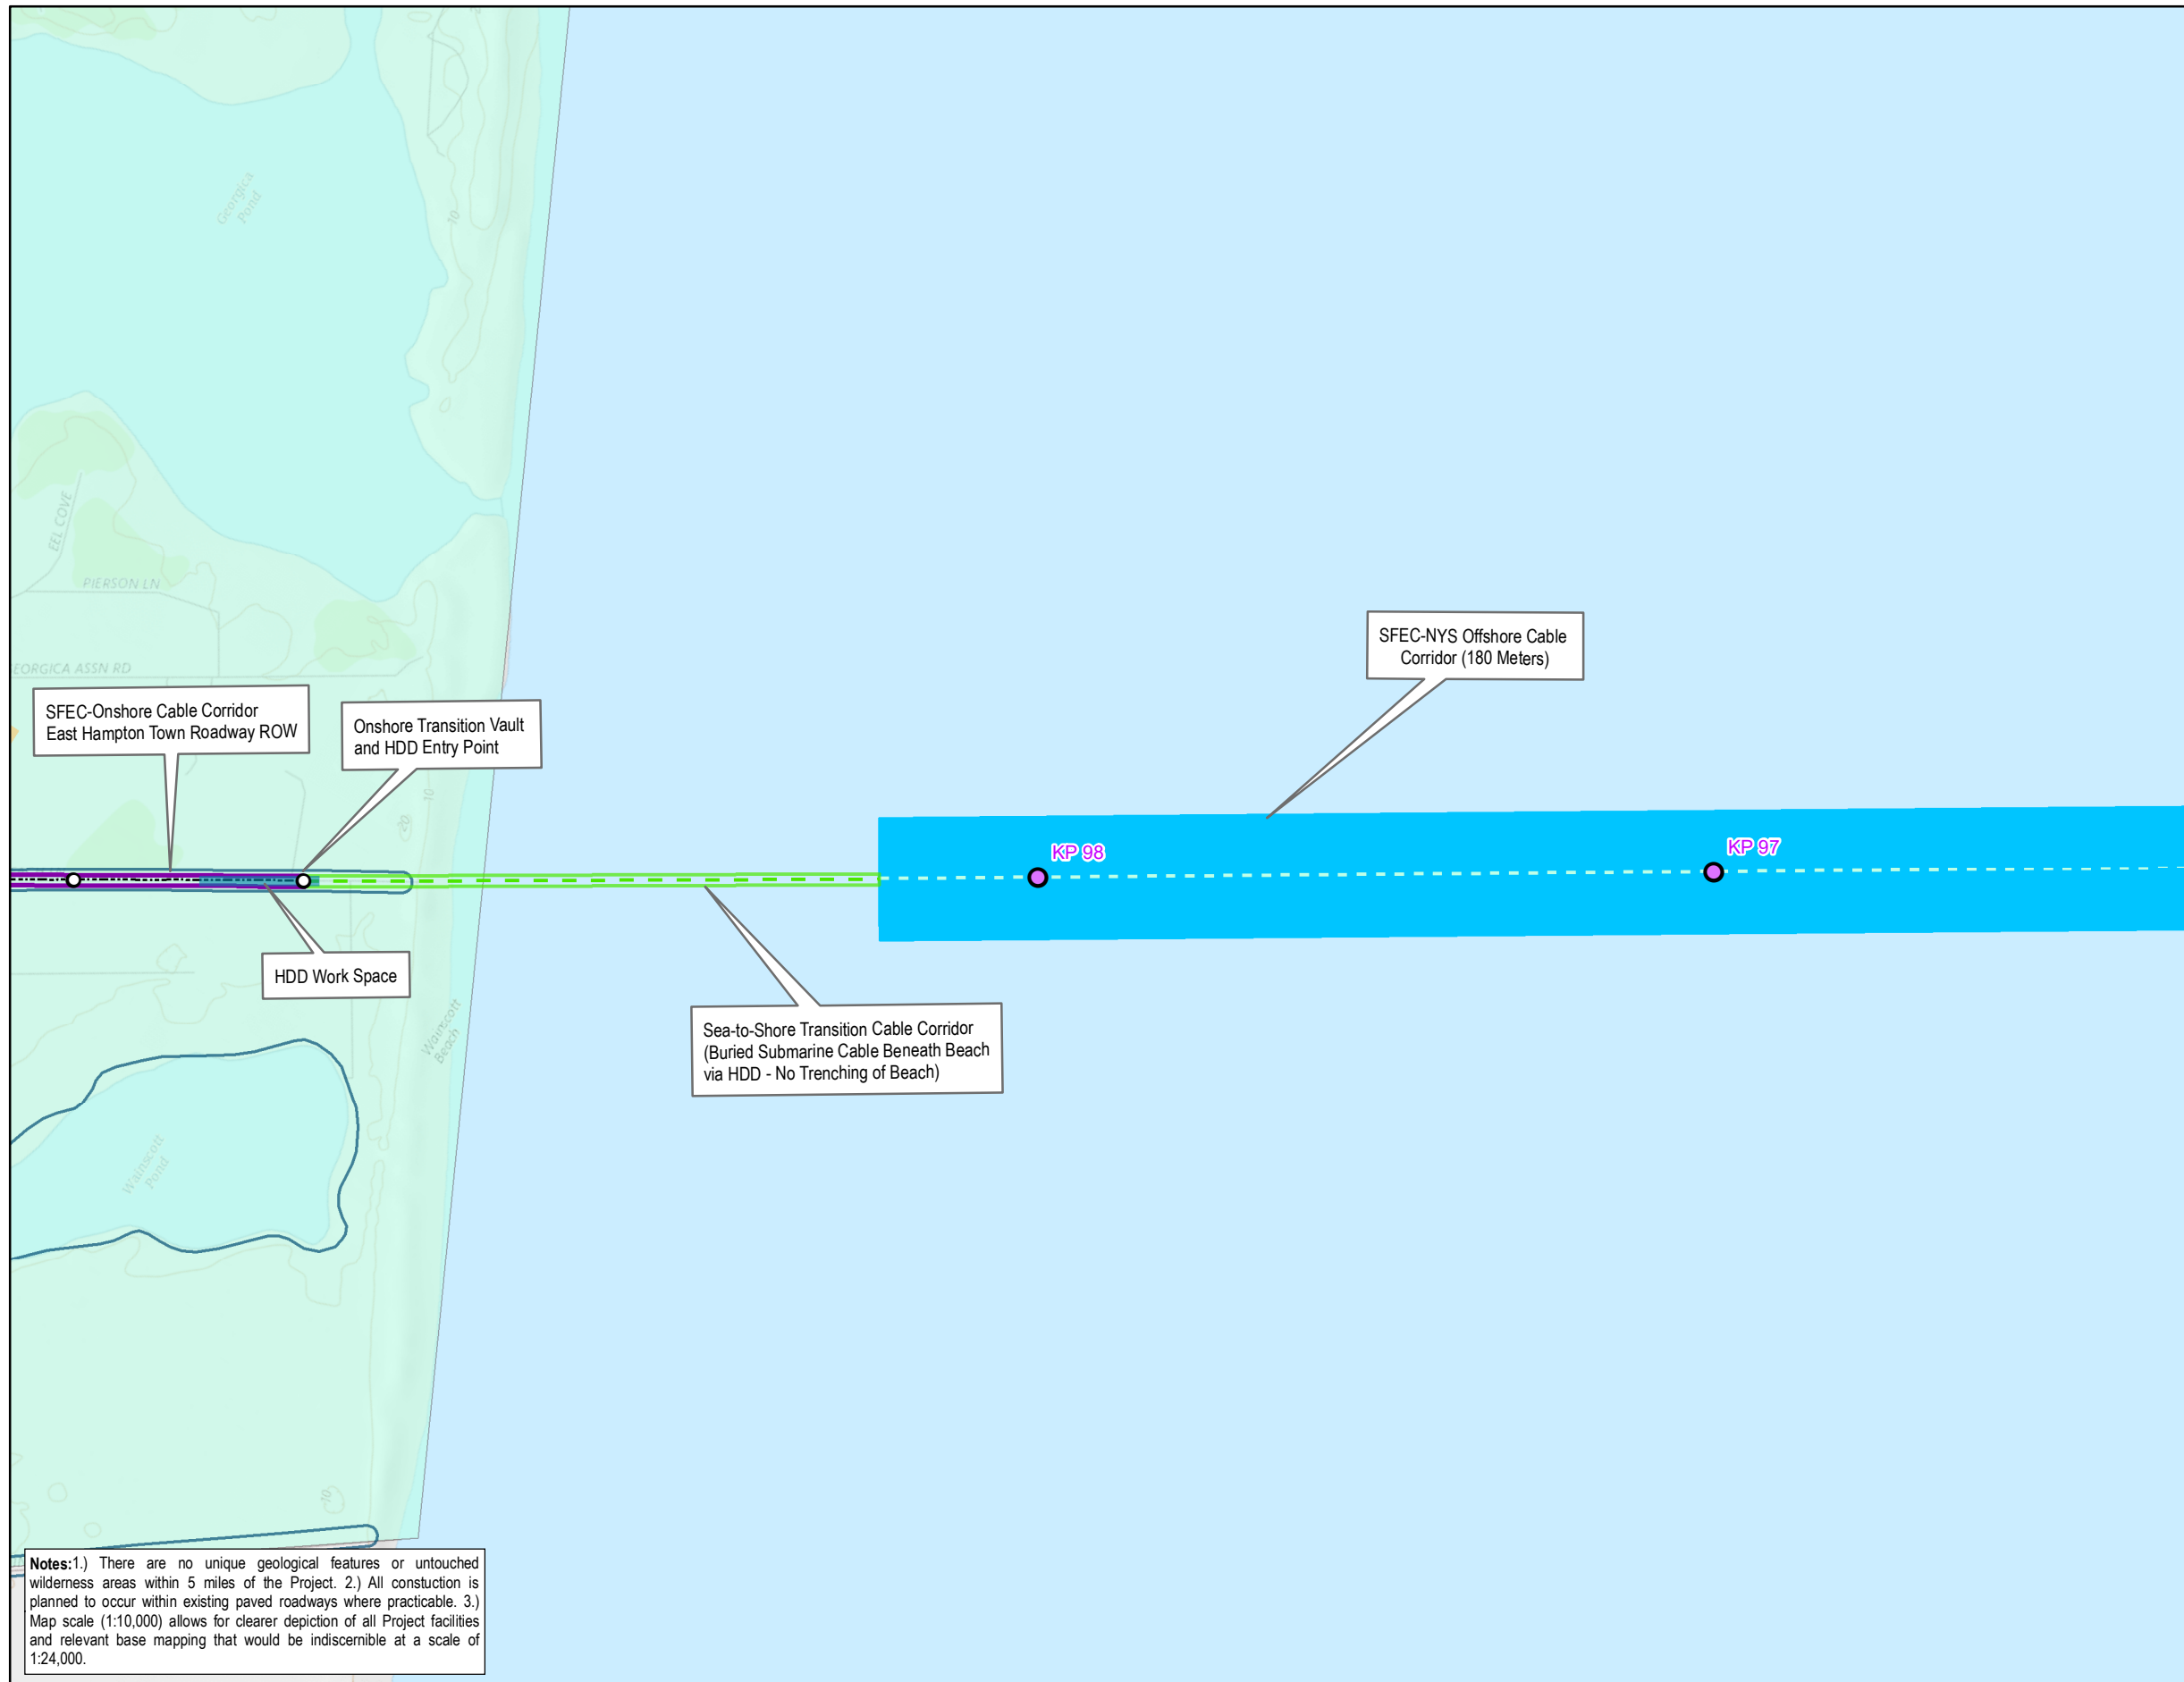 Georgica
Pond
10
EEL COVE
PIERSON LN
EORGICA ASSN RD
SFEC-NYS Offshore Cable
Corridor (180 Meters)
SFEC-Onshore Cable Corridor
East Hampton Town Roadway ROW
Onshore Transition Vault
and HDD Entry Point
10
20
KP 98
KP 97
HDD Work Space
Wainscott
Beach
Sea-to-Shore Transition Cable Corridor
(Buried Submarine Cable Beneath Beach
via HDD - No Trenching of Beach)
Wainscott
Pond
10
Notes:1.) There are no unique geological features or untouched
wilderness areas within 5 miles of the Project. 2.) All constuction is
planned to occur within existing paved roadways where practicable. 3.)
Map scale (1:10,000) allows for clearer depiction of all Project facilities
and relevant base mapping that would be indiscernible at a scale of
1:24,000.